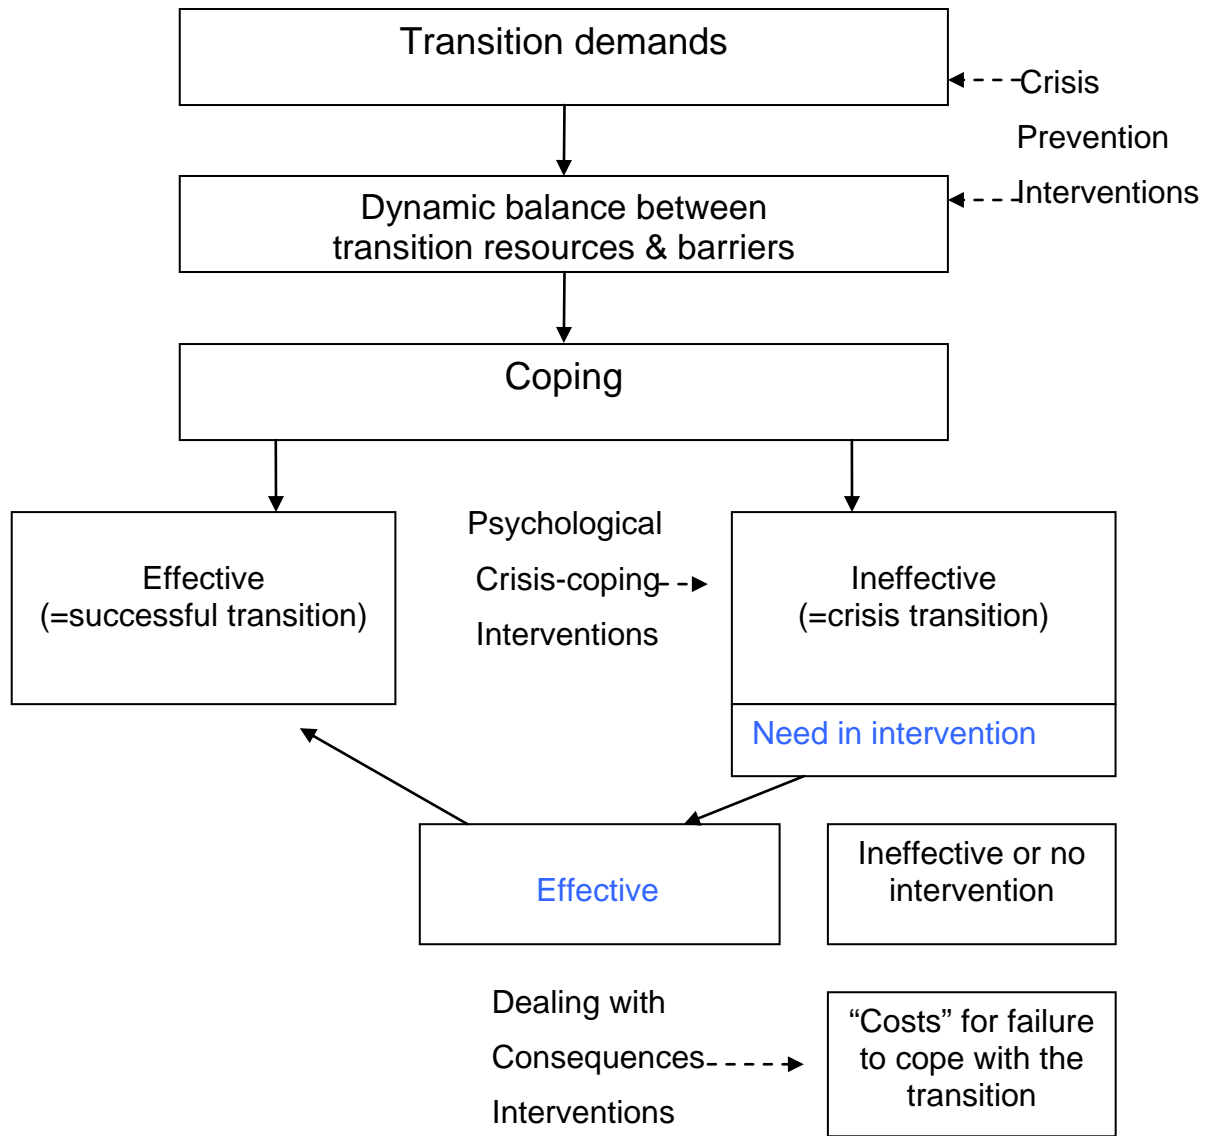 Transition demands
Crisis
Prevention
Interventions
Dynamic balance between
transition resources & barriers
Coping
Effective
(=successful transition)
Psychological
Crisis-coping
Interventions
Ineffective
(=crisis transition)
Need in intervention
Effective
Ineffective or no
intervention
Dealing with
Consequences
Interventions
“Costs” for failure
to cope with the
transition